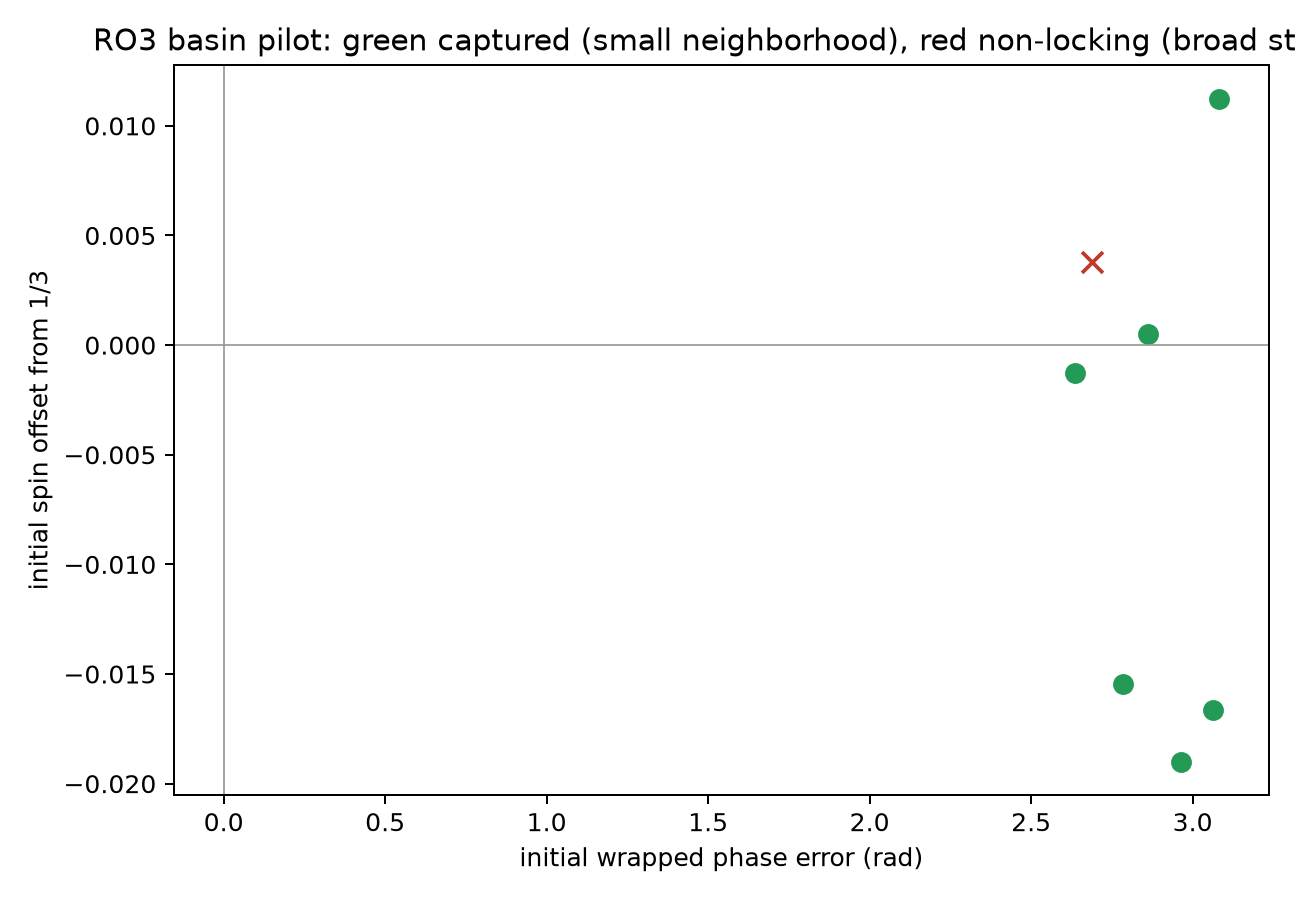 RO3 basin pilot: green captured (small neighborhood), red non-locking (broad st
0.010
0.005
0.000
−0.005
−0.010
−0.015
−0.020
initial spin offset from 1/3
0.0 0.5 1.0 1.5 2.0 2.5 3.0
initial wrapped phase error (rad)